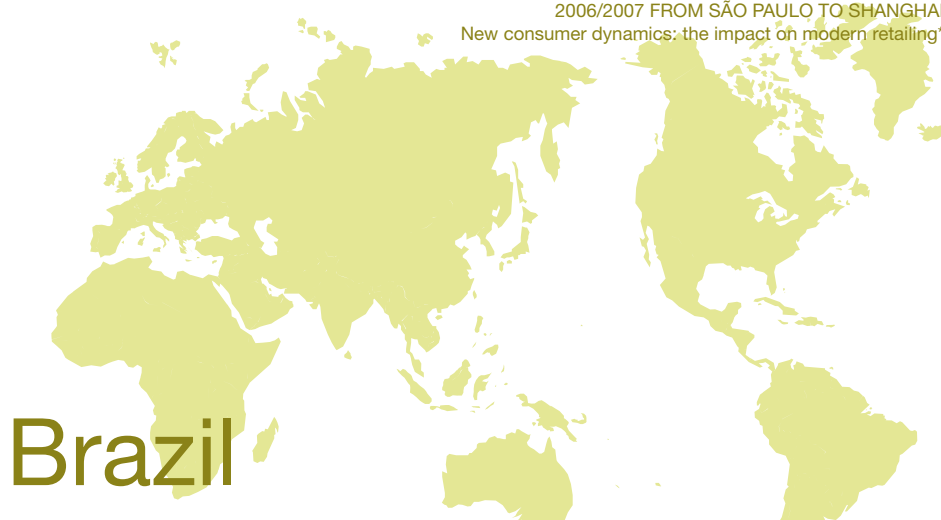 2006/2007 FROM SÃO PAULO TO SHANGHAI
New consumer dynamics: the impact on modern retailing*
Brazil